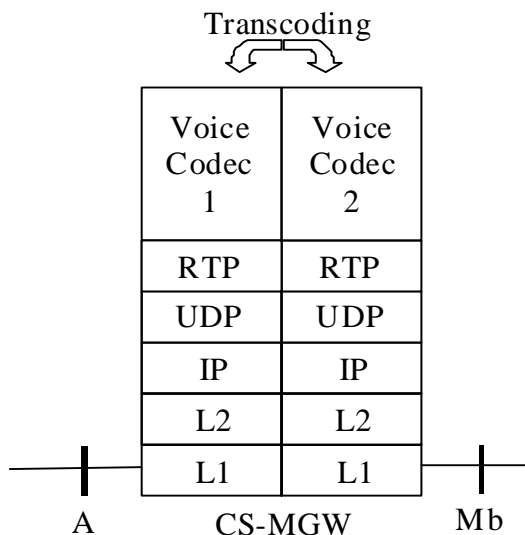 Transcoding
Voice Codec 1
Voice Codec 2
RTP RTP
UDP UDP
IP IP
L2 L2
L1 L1
A CS-MGW Mb